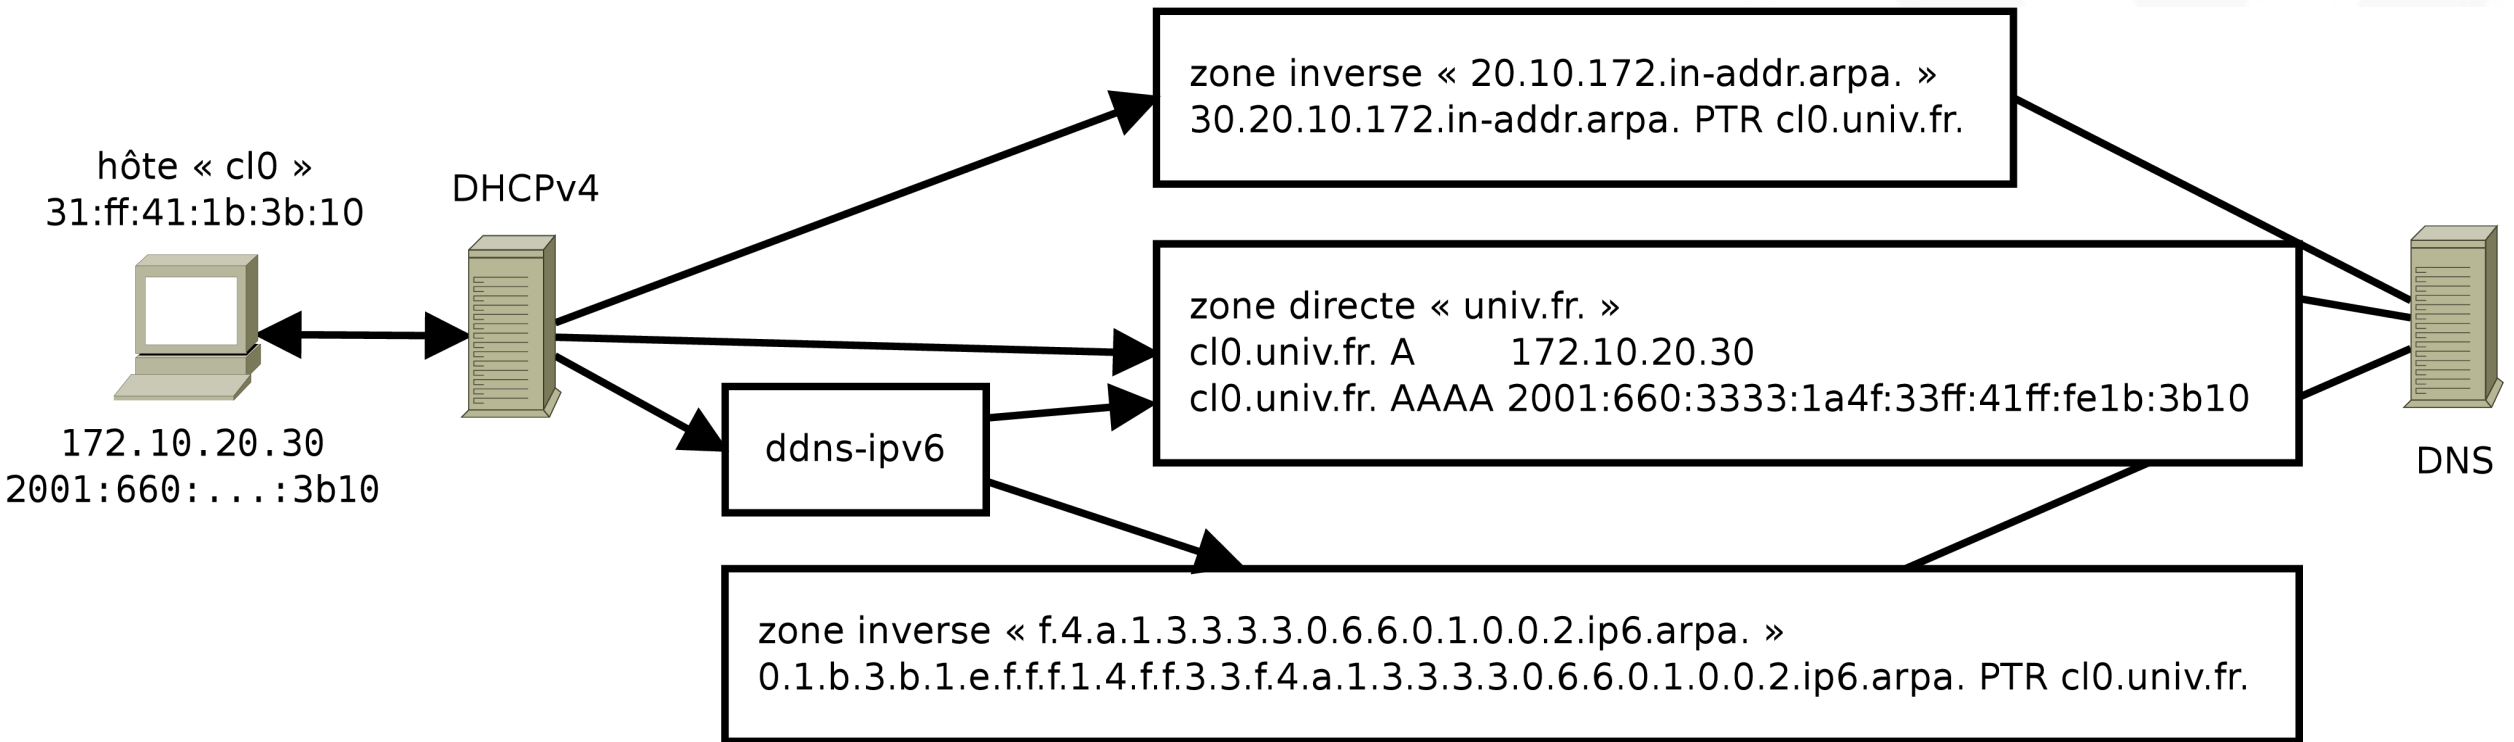 hôte « cl0 »
31:ff:41:1b:3b:10
172.10.20.30
2001:660:...:3b10
DHCPv4
zone inverse « 20.10.172.in-addr.arpa. »
30.20.10.172.in-addr.arpa. PTR cl0.univ.fr.
zone directe « univ.fr. »
cl0.univ.fr. A 172.10.20.30
cl0.univ.fr. AAAA 2001:660:3333:1a4f:33ff:41ff:fe1b:3b10
ddns-ipv6
zone inverse « f.4.a.1.3.3.3.3.0.6.6.0.1.0.0.2.ip6.arpa. »
0.1.b.3.b.1.e.f.f.f.1.4.f.f.3.3.f.4.a.1.3.3.3.3.0.6.6.0.1.0.0.2.ip6.arpa. PTR cl0.univ.fr.
DNS